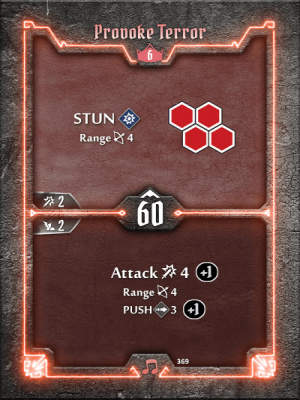 Provoke Terror
6
STUN
Range 4
2
60
2
Attack 4 +1
Range 4
PUSH 3 +1
369